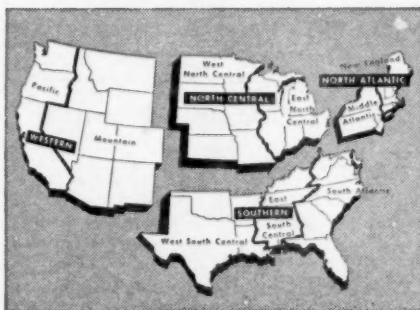 West
North Central
New England
NORTH ATLANTIC
Pacific
NORTH CENTRAL
East
North
Central
Middle
Atlantic
WESTERN
Mountain
East
South Atlantic
SOUTHERN
South
Central
West South Central